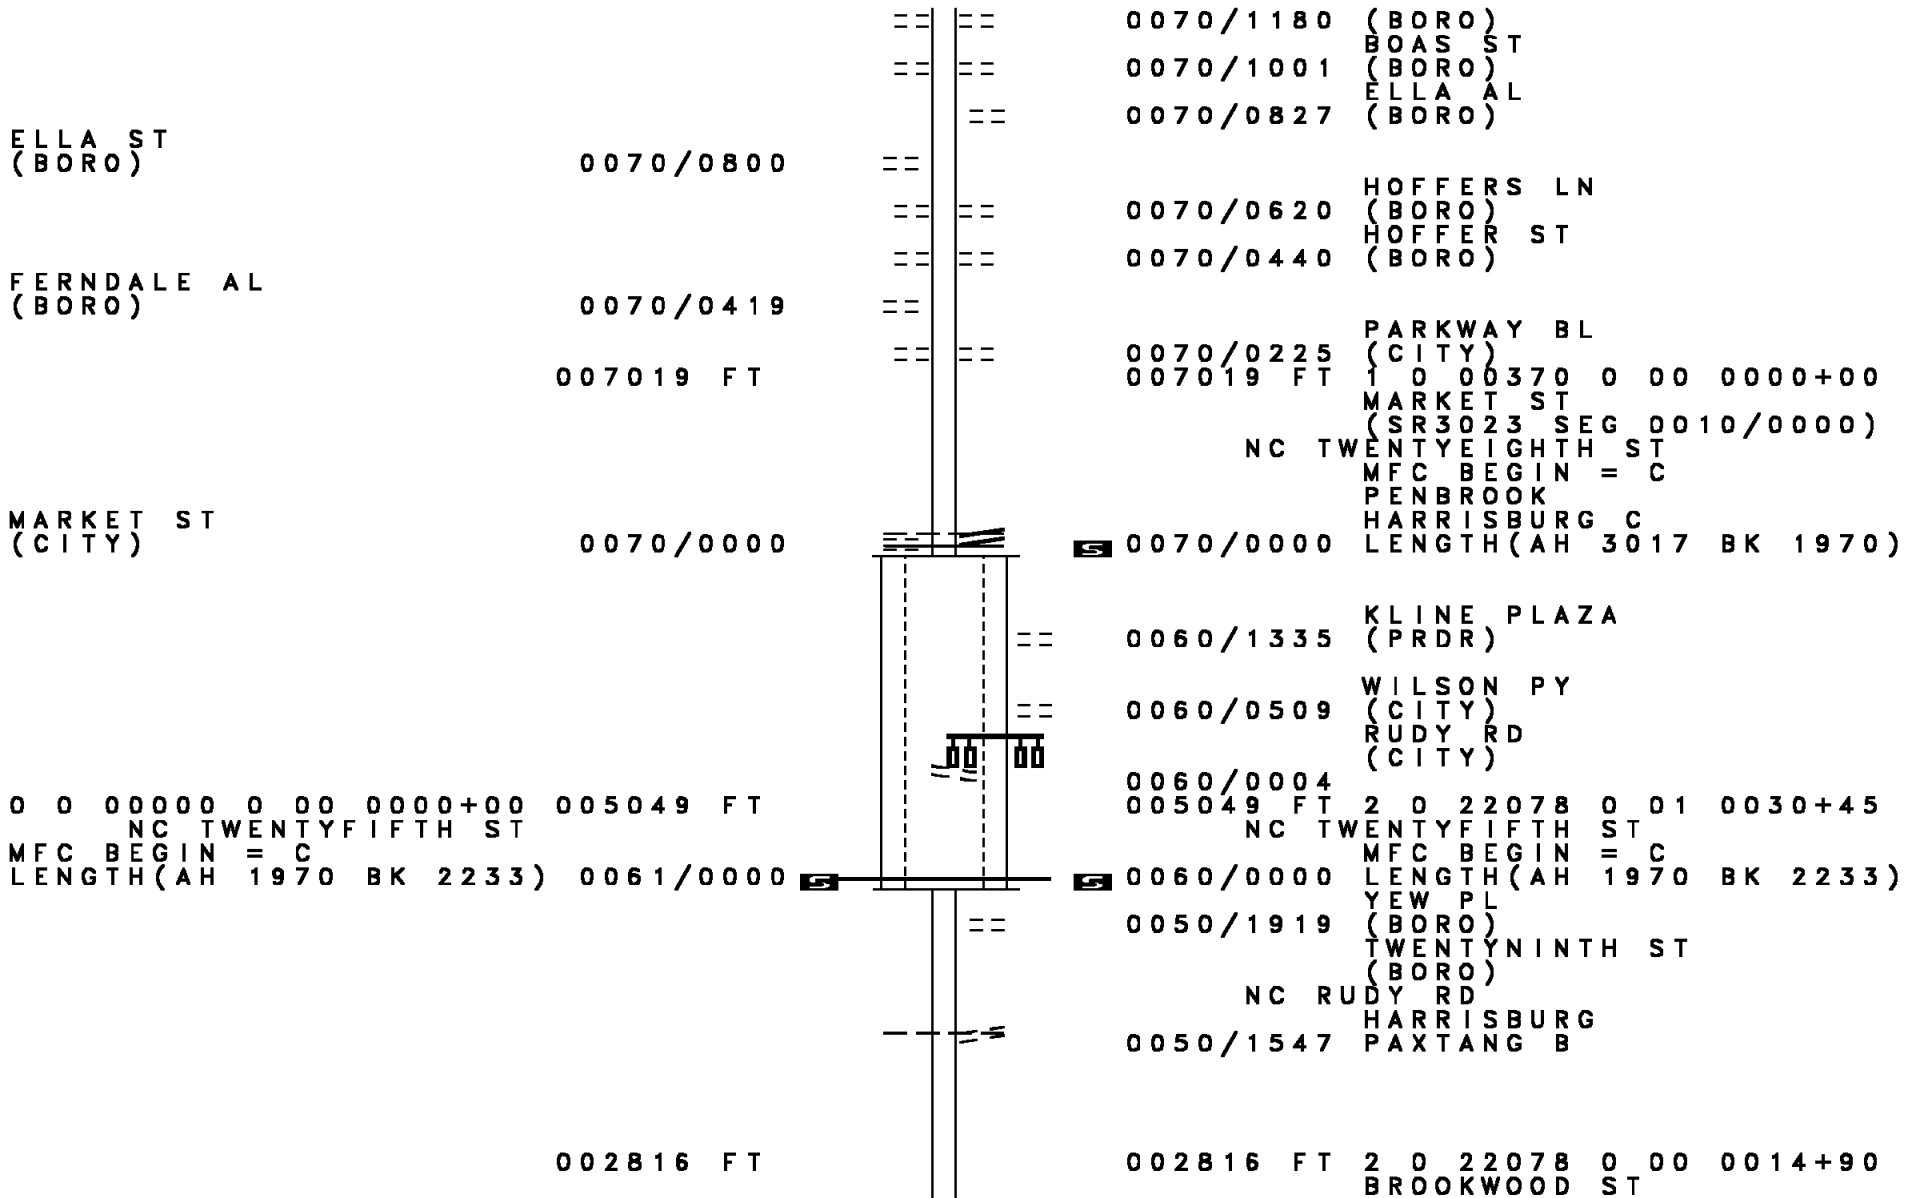 0070/1180 (BORO)
BOAS ST
0070/1001 (BORO)
ELLA AL
0070/0827 (BORO)
ELLA ST
(BORO) 0070/0800
HOFFERS LN
0070/0620 (BORO)
HOFFER ST
0070/0440 (BORO)
FERNDALE AL
(BORO) 0070/0419
PARKWAY BL
0070/0225 (CITY)
007019 FT 007019 FT 1 0 00370 0 00 0000+00
MARKET ST
(SR3023 SEG 0010/0000)
NC TWENTYEIGHTH ST
MFC BEGIN = C
PENBROOK
MARKET ST HARRISBURG C
(CITY) 0070/0000 S 0070/0000 LENGTH(AH 3017 BK 1970)
KLINE PLAZA
0060/1335 (PRDR)
WILSON PY
0060/0509 (CITY)
RUDY RD
(CITY)
0060/0004
0 0 00000 0 00 0000+00 005049 FT 005049 FT 2 0 22078 0 01 0030+45
NC TWENTYFIFTH ST NC TWENTYFIFTH ST
MFC BEGIN = C MFC BEGIN = C
LENGTH(AH 1970 BK 2233) 0061/0000 S S 0060/0000 LENGTH(AH 1970 BK 2233)
YEW PL
0050/1919 (BORO)
TWENTYNINTH ST
(BORO)
NC RUDY RD
HARRISBURG
0050/1547 PAXTANG B
002816 FT 002816 FT 2 0 22078 0 00 0014+90
BROOKWOOD ST